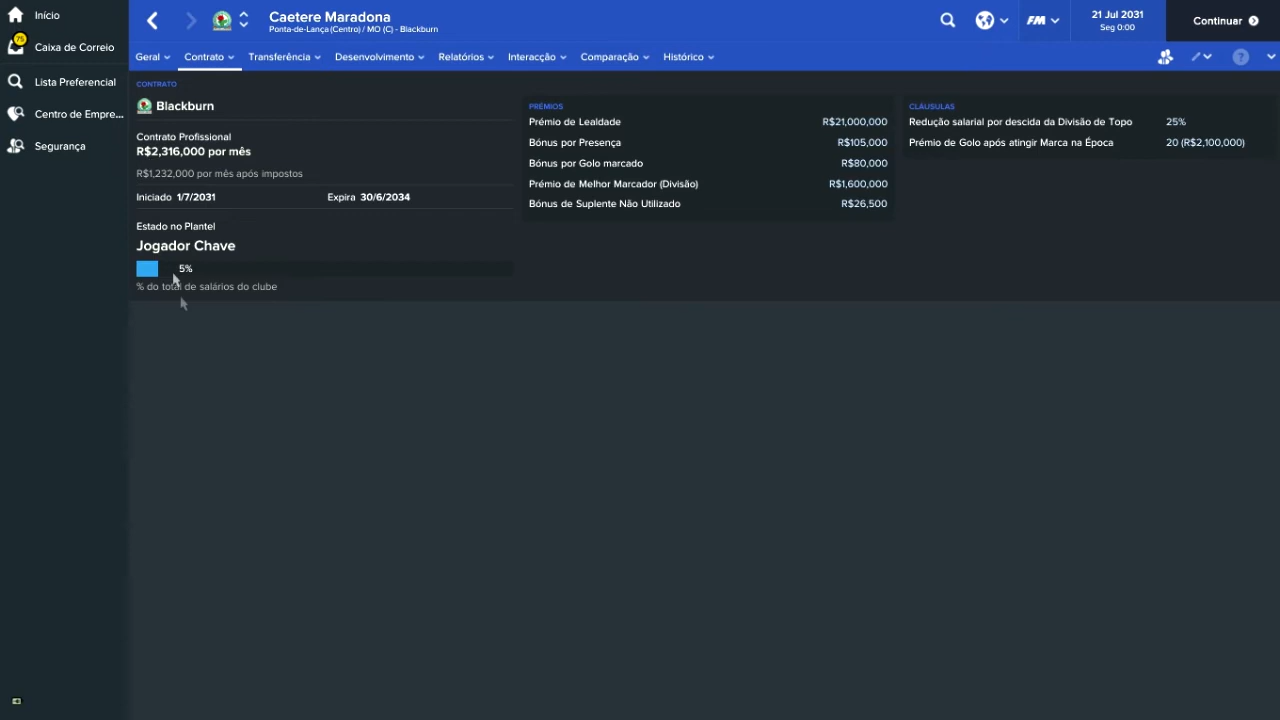 Início
75
Caixa de Correio
Lista Preferencial
Centro de Empre...
Segurança
Caetere Maradona
Ponta-de-Lança (Centro) / MO (C) - Blackburn
FM
21 Jul 2031
Seg 0:00
Continuar
Geral
Contrato
Transferência
Desenvolvimento
Relatórios
Interacção
Comparação
Histórico
?
CONTRATO
Blackburn
Contrato Profissional
R$2,316,000 por mês
R$1,232,000 por mês após impostos
Iniciado 1/7/2031 Expira 30/6/2034
Estado no Plantel
Jogador Chave
5%
% do total de salários do clube
PRÉMIOS
Prémio de Lealdade R$21,000,000
Bónus por Presença R$105,000
Bónus por Golo marcado R$80,000
Prémio de Melhor Marcador (Divisão) R$1,600,000
Bónus de Suplente Não Utilizado R$26,500
CLÁUSULAS
Redução salarial por descida da Divisão de Topo 25%
Prémio de Golo após atingir Marca na Época 20 (R$2,100,000)